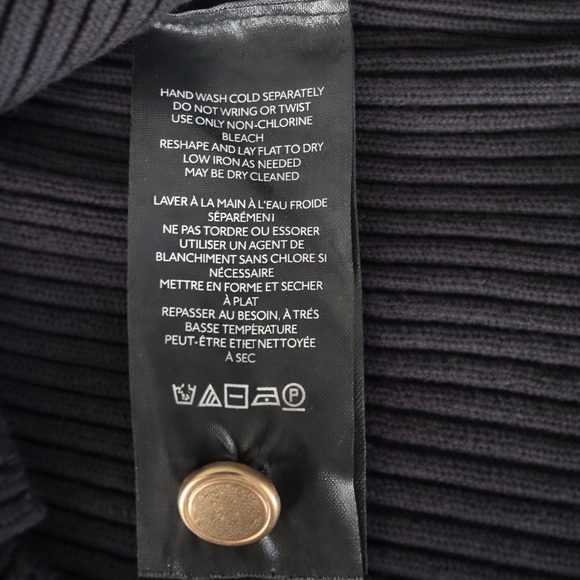 HAND WASH COLD SEPARATELY
DO NOT WRING OR TWIST
USE ONLY NON-CHLORINE
BLEACH
RESHAPE AND LAY FLAT TO DRY
LOW IRON AS NEEDED
MAY BE DRY CLEANED
LAVER À LA MAIN À L'EAU FROIDE
SÉPARÉMENT
NE PAS TORDRE OU ESSORER
UTILISER UN AGENT DE
BLANCHIMENT SANS CHLORE SI
NÉCESSAIRE
METTRE EN FORME ET SECHER
À PLAT
REPASSER AU BESOIN, À TRÉS
BASSE TEMPÉRATURE
PEUT-ÊTRE ETIETNETTOYÉE
À SEC
P